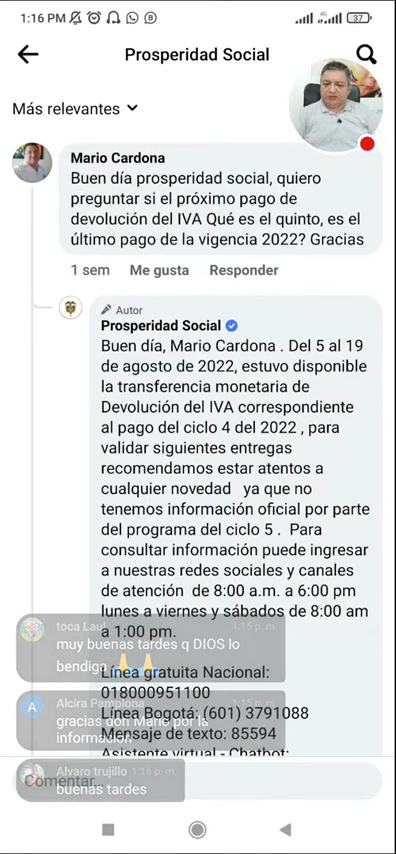 1:16 PM
4G
37
Prosperidad Social
Más relevantes
Mario Cardona
Buen día prosperidad social, quiero
preguntar si el próximo pago de
devolución del IVA Qué es el quinto, es el
último pago de la vigencia 2022? Gracias
1 sem Me gusta Responder
Autor
Prosperidad Social
Buen día, Mario Cardona . Del 5 al 19
de agosto de 2022, estuvo disponible
la transferencia monetaria de
Devolución del IVA correspondiente
al pago del ciclo 4 del 2022 , para
validar siguientes entregas
recomendamos estar atentos a
cualquier novedad ya que no
tenemos información oficial por parte
del programa del ciclo 5 . Para
consultar información puede ingresar
a nuestras redes sociales y canales
de atención de 8:00 a.m. a 6:00 pm
lunes a viernes y sábados de 8:00 am
a 1:00 pm.
toca Laul 1:15 p. m.
muy buenas tardes q DIOS lo
bendiga 🙏🙏
Línea gratuita Nacional:
018000951100
A
Alcira Pamplona 1:15 p. m.
gracias don Mario por la
información
Línea Bogotá: (601) 3791088
Mensaje de texto: 85594
Asistente virtual - Chatbot:
Alvaro trujillo 1:16 p. m.
buenas tardes
Comentar...